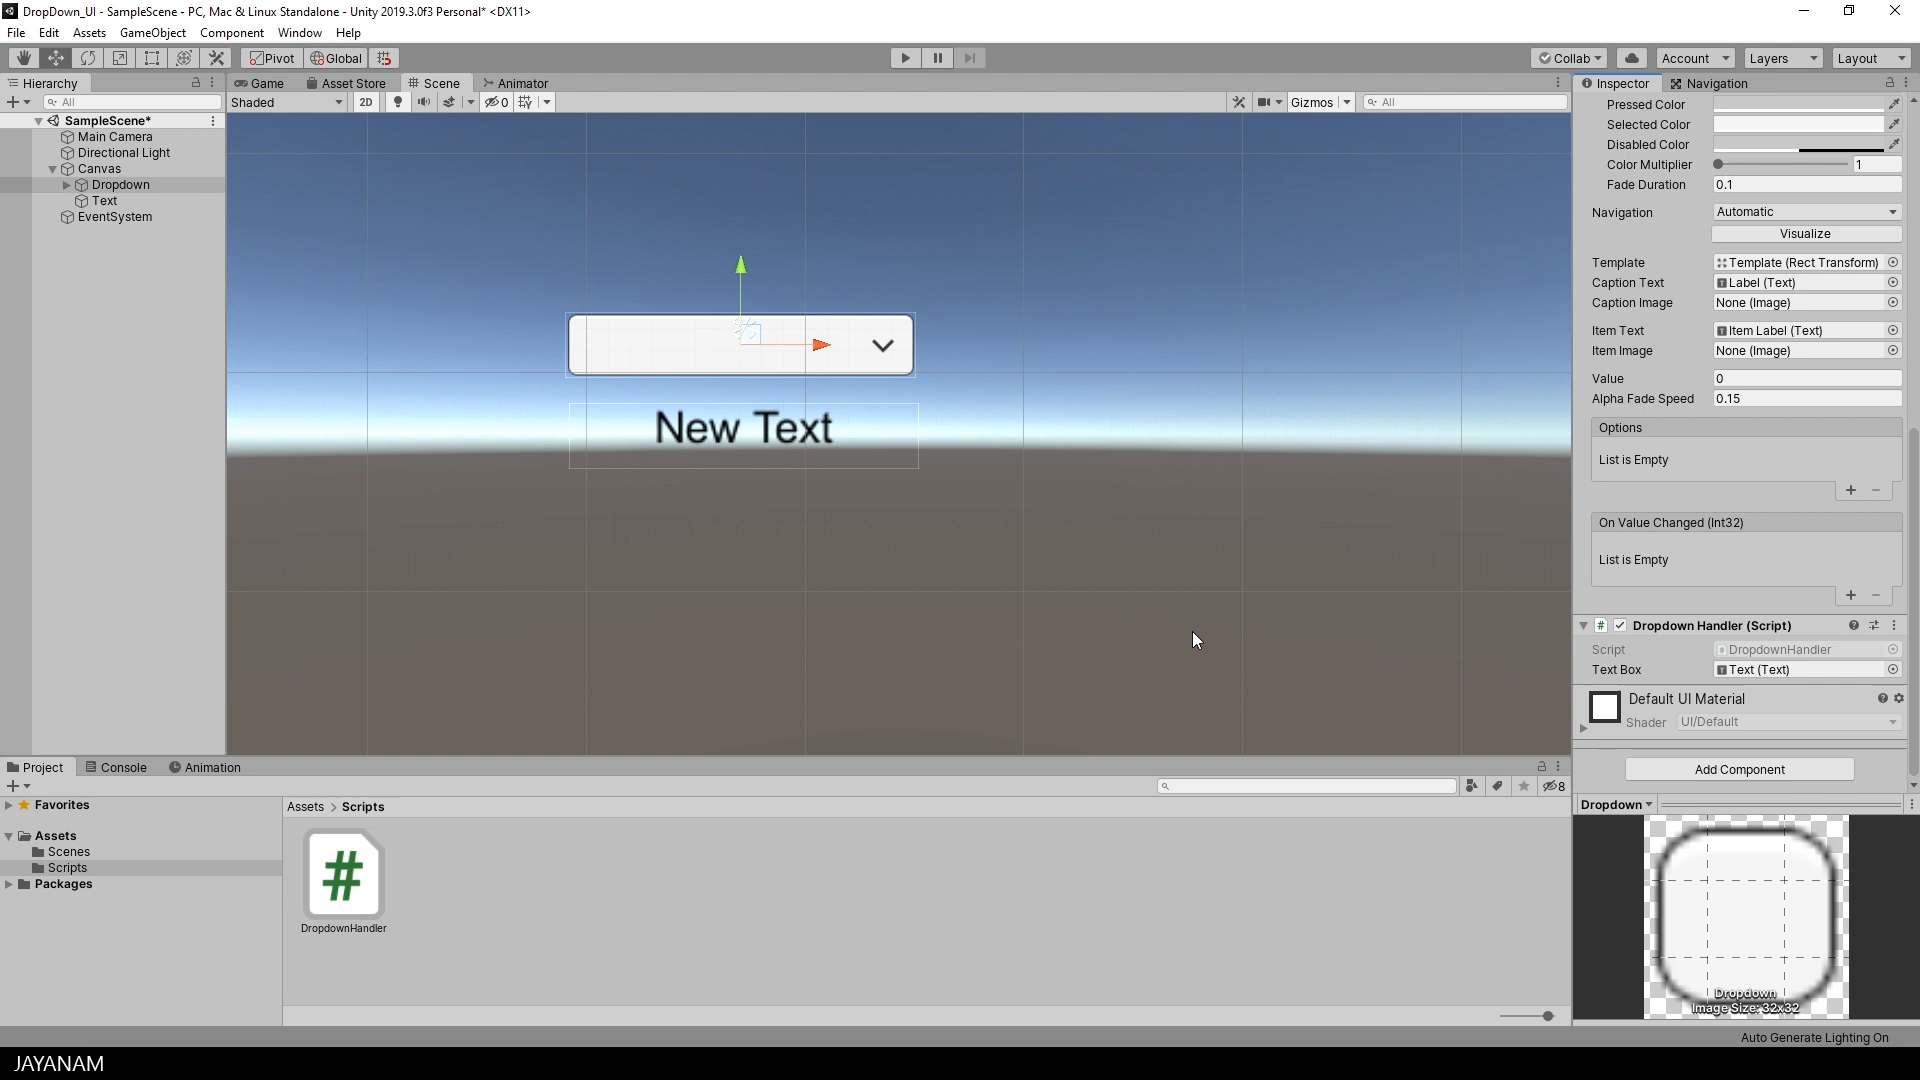 DropDown_UI - SampleScene - PC, Mac & Linux Standalone - Unity 2019.3.0f3 Personal* <DX11>
File Edit Assets GameObject Component Window Help
Pivot Global Collab Account Layers Layout
Hierarchy Game Asset Store Scene Animator Inspector Navigation
All Shaded 2D 0 Gizmos All
SampleScene*
Main Camera
Directional Light
Canvas
Dropdown
Text
EventSystem
New Text
Pressed Color
Selected Color
Disabled Color
Color Multiplier 1
Fade Duration 0.1
Navigation Automatic
Visualize
Template Template (Rect Transform)
Caption Text Label (Text)
Caption Image None (Image)
Item Text Item Label (Text)
Item Image None (Image)
Value 0
Alpha Fade Speed 0.15
Options
List is Empty
+ −
On Value Changed (Int32)
List is Empty
+ −
# Dropdown Handler (Script)
Script DropdownHandler
Text Box Text (Text)
Default UI Material
Shader UI/Default
Add Component
Dropdown
Dropdown
Image Size: 32x32
Project Console Animation
8
Favorites
Assets
Scenes
Scripts
Packages
Assets > Scripts
#
DropdownHandler
Auto Generate Lighting On
JAYANAM